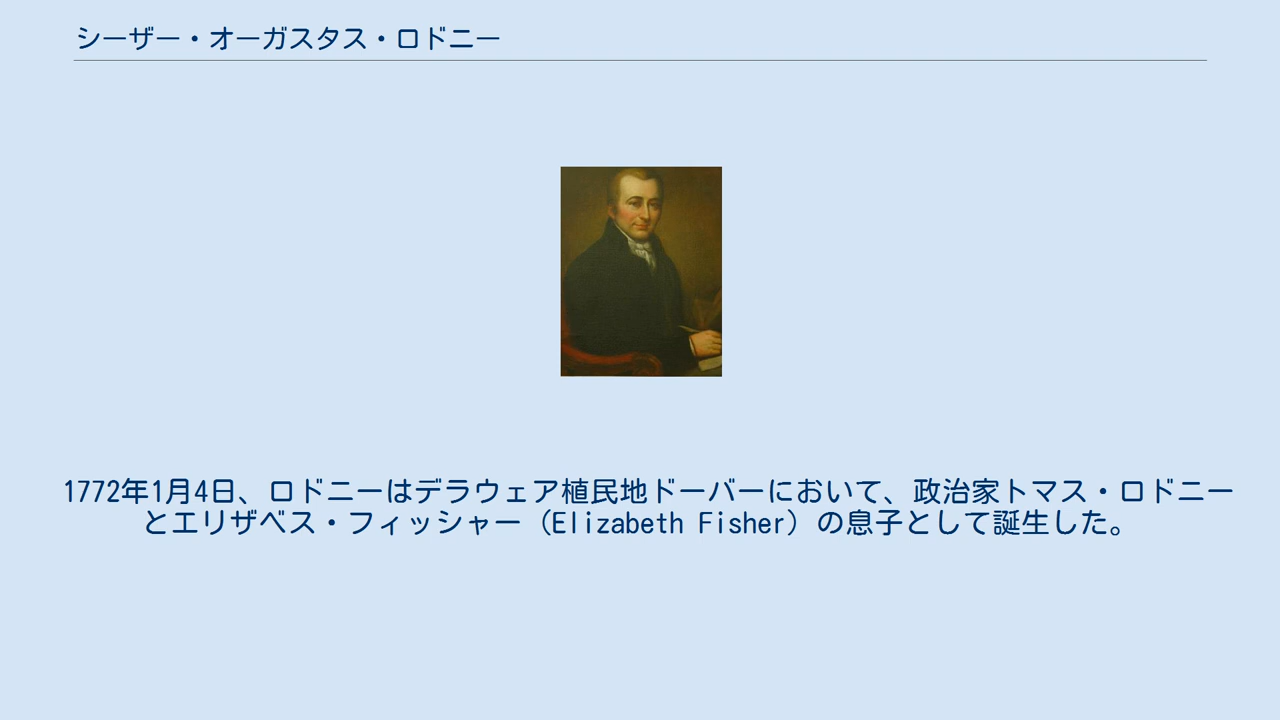 シーザー・オーガスタス・ロドニー
1772年1月4日、ロドニーはデラウェア植民地ドーバーにおいて、政治家トマス・ロドニー
とエリザベス・フィッシャー（Elizabeth Fisher）の息子として誕生した。